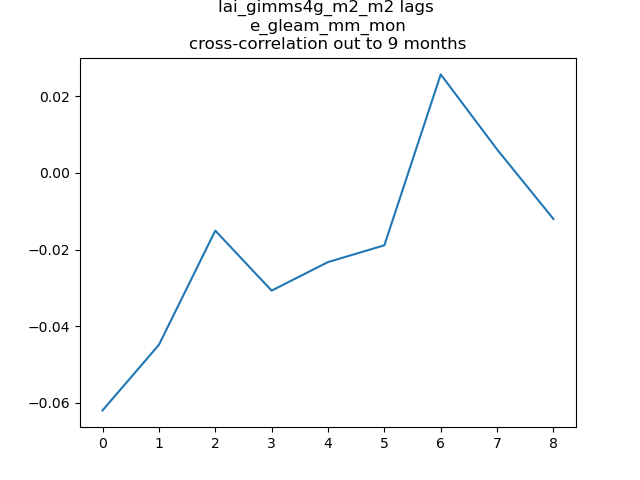 lai_gimms4g_m2_m2 lags
e_gleam_mm_mon
cross-correlation out to 9 months
0.02
0.00
−0.02
−0.04
−0.06
0 1 2 3 4 5 6 7 8